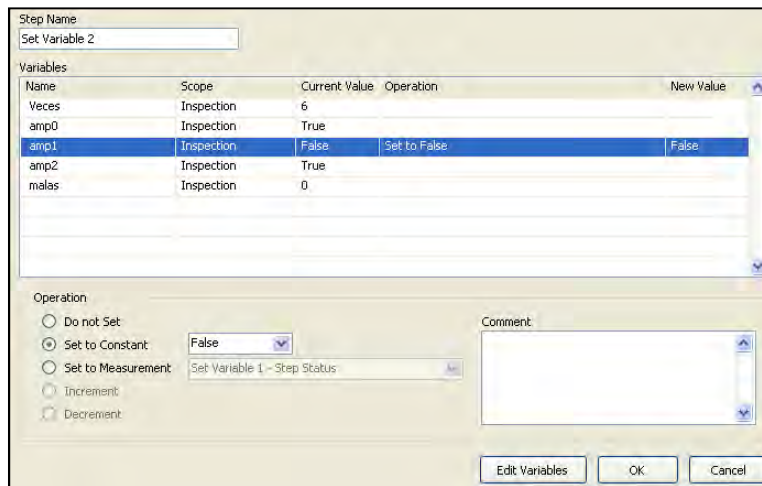 Step Name
Set Variable 2
Variables
Name Scope Current Value Operation New Value
Veces Inspection 6
amp0 Inspection True
amp1 Inspection False Set to False False
amp2 Inspection True
malas Inspection 0
Operation
Do not Set
Set to Constant False
Set to Measurement Set Variable 1 - Step Status
Increment
Decrement
Comment
Edit Variables OK Cancel